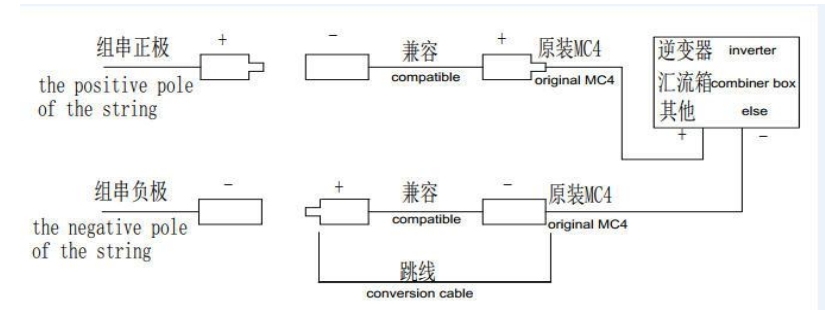 组串正极
+
−
兼容
+
原装MC4
逆变器 inverter
the positive pole
of the string
compatible
original MC4
汇流箱combiner box
其他 else
+
−
组串负极
−
+
兼容
−
原装MC4
the negative pole
of the string
compatible
original MC4
跳线
conversion cable